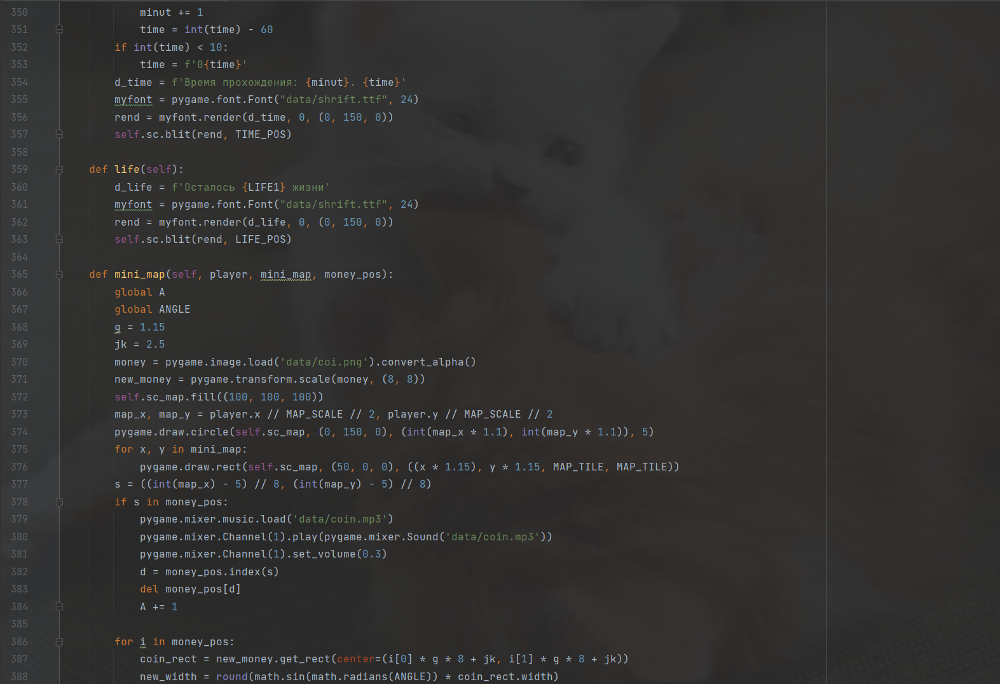 350 minut += 1
351 time = int(time) - 60
352 if int(time) < 10:
353 time = f'0{time}'
354 d_time = f'Время прохождения: {minut}. {time}'
355 myfont = pygame.font.Font("data/shrift.ttf", 24)
356 rend = myfont.render(d_time, 0, (0, 150, 0))
357 self.sc.blit(rend, TIME_POS)
358
359 def life(self):
360 d_life = f'Осталось {LIFE1} жизни'
361 myfont = pygame.font.Font("data/shrift.ttf", 24)
362 rend = myfont.render(d_life, 0, (0, 150, 0))
363 self.sc.blit(rend, LIFE_POS)
364
365 def mini_map(self, player, mini_map, money_pos):
366 global A
367 global ANGLE
368 g = 1.15
369 jk = 2.5
370 money = pygame.image.load('data/coi.png').convert_alpha()
371 new_money = pygame.transform.scale(money, (8, 8))
372 self.sc_map.fill((100, 100, 100))
373 map_x, map_y = player.x // MAP_SCALE // 2, player.y // MAP_SCALE // 2
374 pygame.draw.circle(self.sc_map, (0, 150, 0), (int(map_x * 1.1), int(map_y * 1.1)), 5)
375 for x, y in mini_map:
376 pygame.draw.rect(self.sc_map, (50, 0, 0), ((x * 1.15), y * 1.15, MAP_TILE, MAP_TILE))
377 s = ((int(map_x) - 5) // 8, (int(map_y) - 5) // 8)
378 if s in money_pos:
379 pygame.mixer.music.load('data/coin.mp3')
380 pygame.mixer.Channel(1).play(pygame.mixer.Sound('data/coin.mp3'))
381 pygame.mixer.Channel(1).set_volume(0.3)
382 d = money_pos.index(s)
383 del money_pos[d]
384 A += 1
385
386 for i in money_pos:
387 coin_rect = new_money.get_rect(center=(i[0] * g * 8 + jk, i[1] * g * 8 + jk))
388 new_width = round(math.sin(math.radians(ANGLE)) * coin_rect.width)